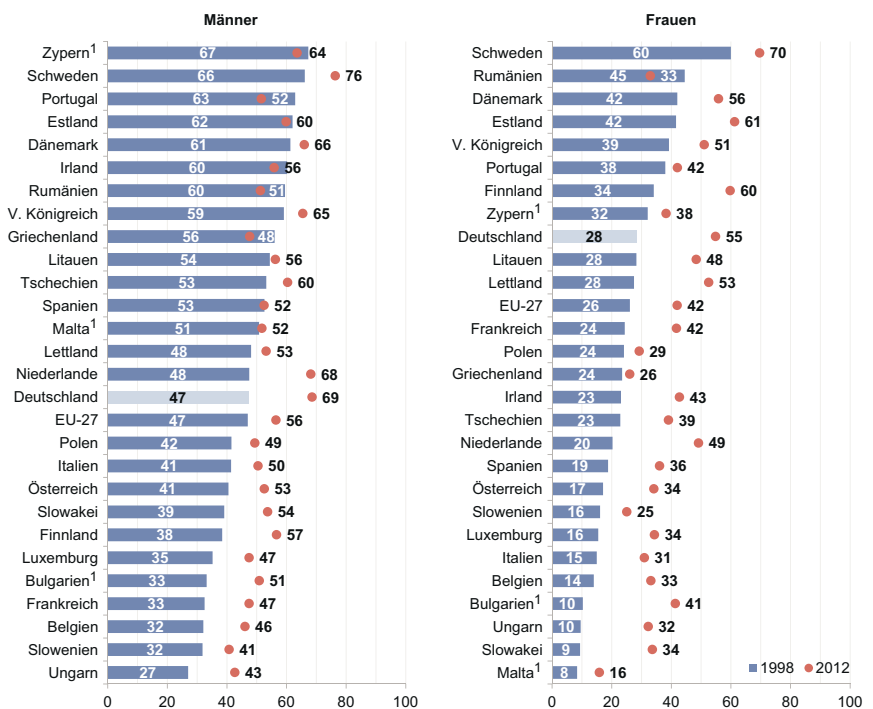 Männer
Zypern1 67 64
Schweden 66 76
Portugal 63 52
Estland 62 60
Dänemark 61 66
Irland 60 56
Rumänien 60 51
V. Königreich 59 65
Griechenland 56 48
Litauen 54 56
Tschechien 53 60
Spanien 53 52
Malta1 51 52
Lettland 48 53
Niederlande 48 68
Deutschland 47 69
EU-27 47 56
Polen 42 49
Italien 41 50
Österreich 41 53
Slowakei 39 54
Finnland 38 57
Luxemburg 35 47
Bulgarien1 33 51
Frankreich 33 47
Belgien 32 46
Slowenien 32 41
Ungarn 27 43
0 20 40 60 80 100
Frauen
Schweden 60 70
Rumänien 45 33
Dänemark 42 56
Estland 42 61
V. Königreich 39 51
Portugal 38 42
Finnland 34 60
Zypern1 32 38
Deutschland 28 55
Litauen 28 48
Lettland 28 53
EU-27 26 42
Frankreich 24 42
Polen 24 29
Griechenland 24 26
Irland 23 43
Tschechien 23 39
Niederlande 20 49
Spanien 19 36
Österreich 17 34
Slowenien 16 25
Luxemburg 16 34
Italien 15 31
Belgien 14 33
Bulgarien1 10 41
Ungarn 10 32
Slowakei 9 34
Malta1 8 16
1998 2012
0 20 40 60 80 100